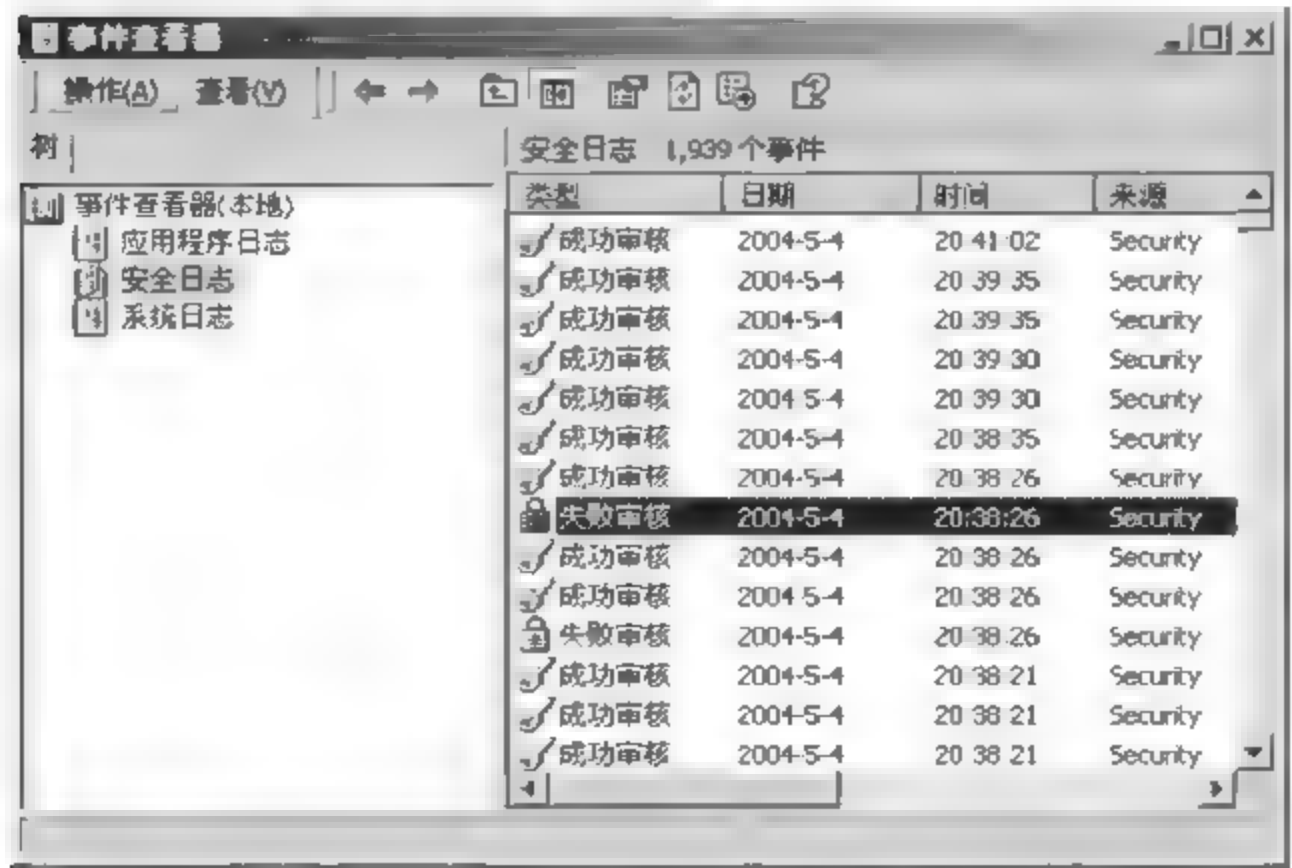 事件查看器
操作(A) 查看(V)
树
安全日志 1,939 个事件
事件查看器(本地)
应用程序日志
安全日志
系统日志
类型 日期 时间 来源
成功审核 2004-5-4 20:41:02 Security
成功审核 2004-5-4 20:39:35 Security
成功审核 2004-5-4 20:39:35 Security
成功审核 2004-5-4 20:39:30 Security
成功审核 2004-5-4 20:39:30 Security
成功审核 2004-5-4 20:38:35 Security
成功审核 2004-5-4 20:38:26 Security
失败审核 2004-5-4 20:38:26 Security
成功审核 2004-5-4 20:38:26 Security
成功审核 2004-5-4 20:38:26 Security
失败审核 2004-5-4 20:38:26 Security
成功审核 2004-5-4 20:38:21 Security
成功审核 2004-5-4 20:38:21 Security
成功审核 2004-5-4 20:38:21 Security